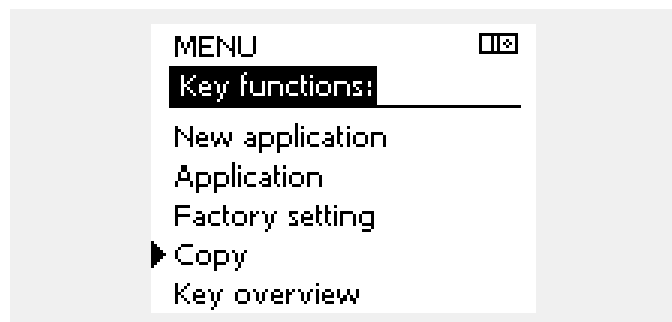 MENU
Key functions:
New application
Application
Factory setting
Copy
Key overview